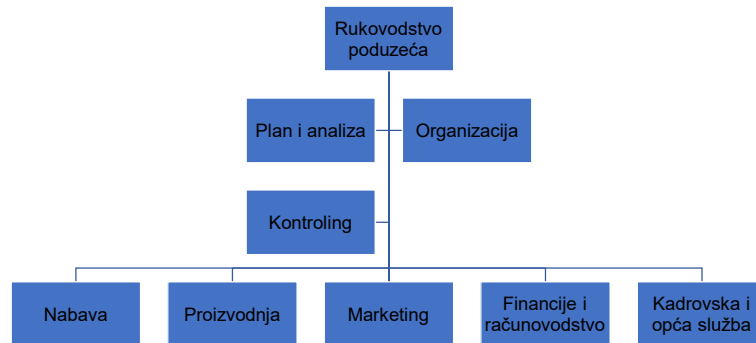 Rukovodstvo
poduzeća
Plan i analiza
Organizacija
Kontroling
Nabava
Proizvodnja
Marketing
Financije i
računovodstvo
Kadrovska i
opća služba